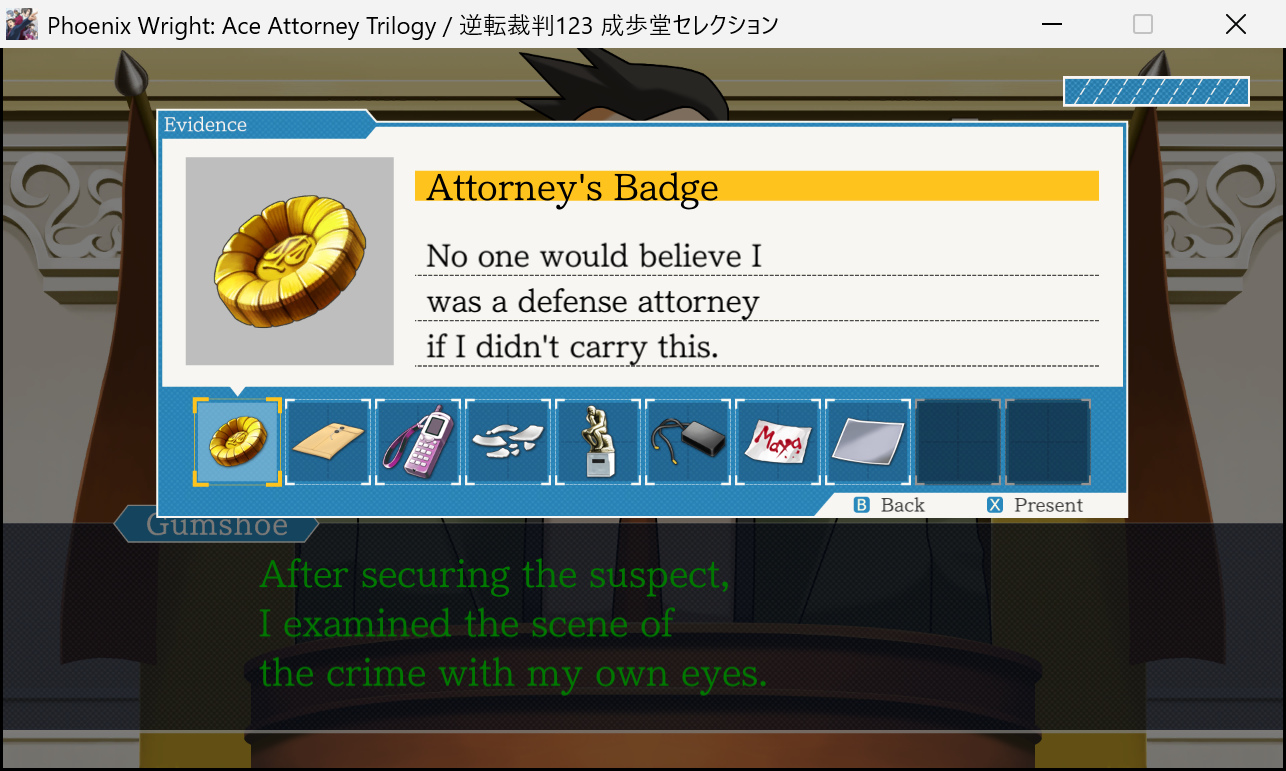 Phoenix Wright: Ace Attorney Trilogy / 逆転裁判123 成歩堂セレクション
Evidence
Attorney's Badge
No one would believe I
was a defense attorney
if I didn't carry this.
Maya
B Back
X Present
Gumshoe
After securing the suspect,
I examined the scene of
the crime with my own eyes.